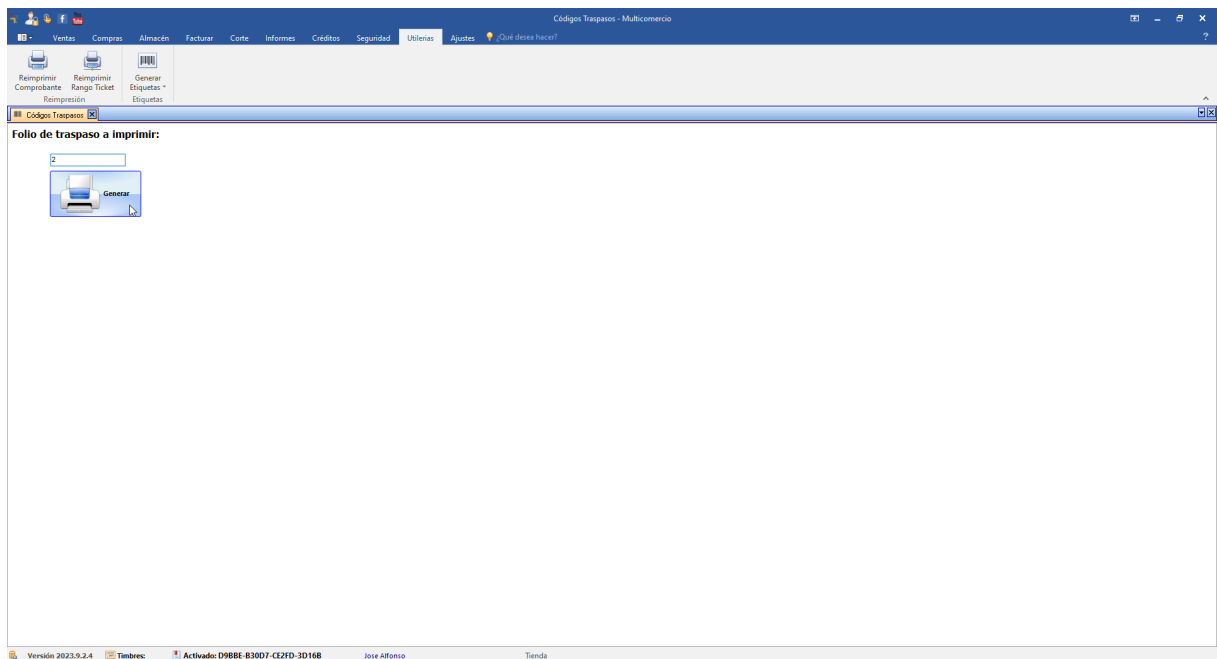 Códigos Traspasos - Multicomercio
Ventas Compras Almacén Facturar Corte Informes Créditos Seguridad Utilerias Ajustes ¿Qué desea hacer?
Reimprimir Comprobante
Reimprimir Rango Ticket
Generar Etiquetas
Reimpresión Etiquetas
Códigos Traspasos
Folio de traspaso a imprimir:
2
Generar
Versión 2023.9.2.4 Timbres: Activado: D9BBE-B30D7-CE2FD-3D16B Jose Alfonso Tienda